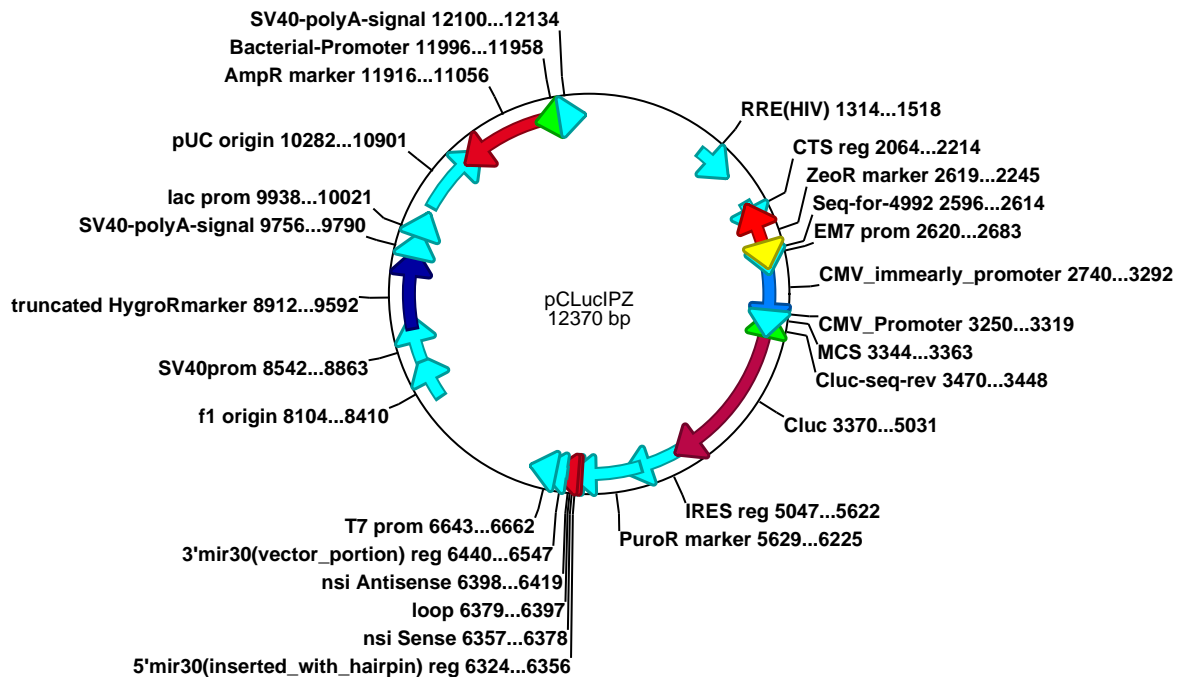 SV40-polyA-signal 12100...12134
Bacterial-Promoter 11996...11958
AmpR marker 11916...11056
pUC origin 10282...10901
lac prom 9938...10021
SV40-polyA-signal 9756...9790
truncated HygroRmarker 8912...9592
SV40prom 8542...8863
f1 origin 8104...8410
RRE(HIV) 1314...1518
CTS reg 2064...2214
ZeoR marker 2619...2245
Seq-for-4992 2596...2614
EM7 prom 2620...2683
CMV_immearly_promoter 2740...3292
CMV_Promoter 3250...3319
MCS 3344...3363
Cluc-seq-rev 3470...3448
Cluc 3370...5031
pCLucIPZ
12370 bp
IRES reg 5047...5622
PuroR marker 5629...6225
T7 prom 6643...6662
3'mir30(vector_portion) reg 6440...6547
nsi Antisense 6398...6419
loop 6379...6397
nsi Sense 6357...6378
5'mir30(inserted_with_hairpin) reg 6324...6356